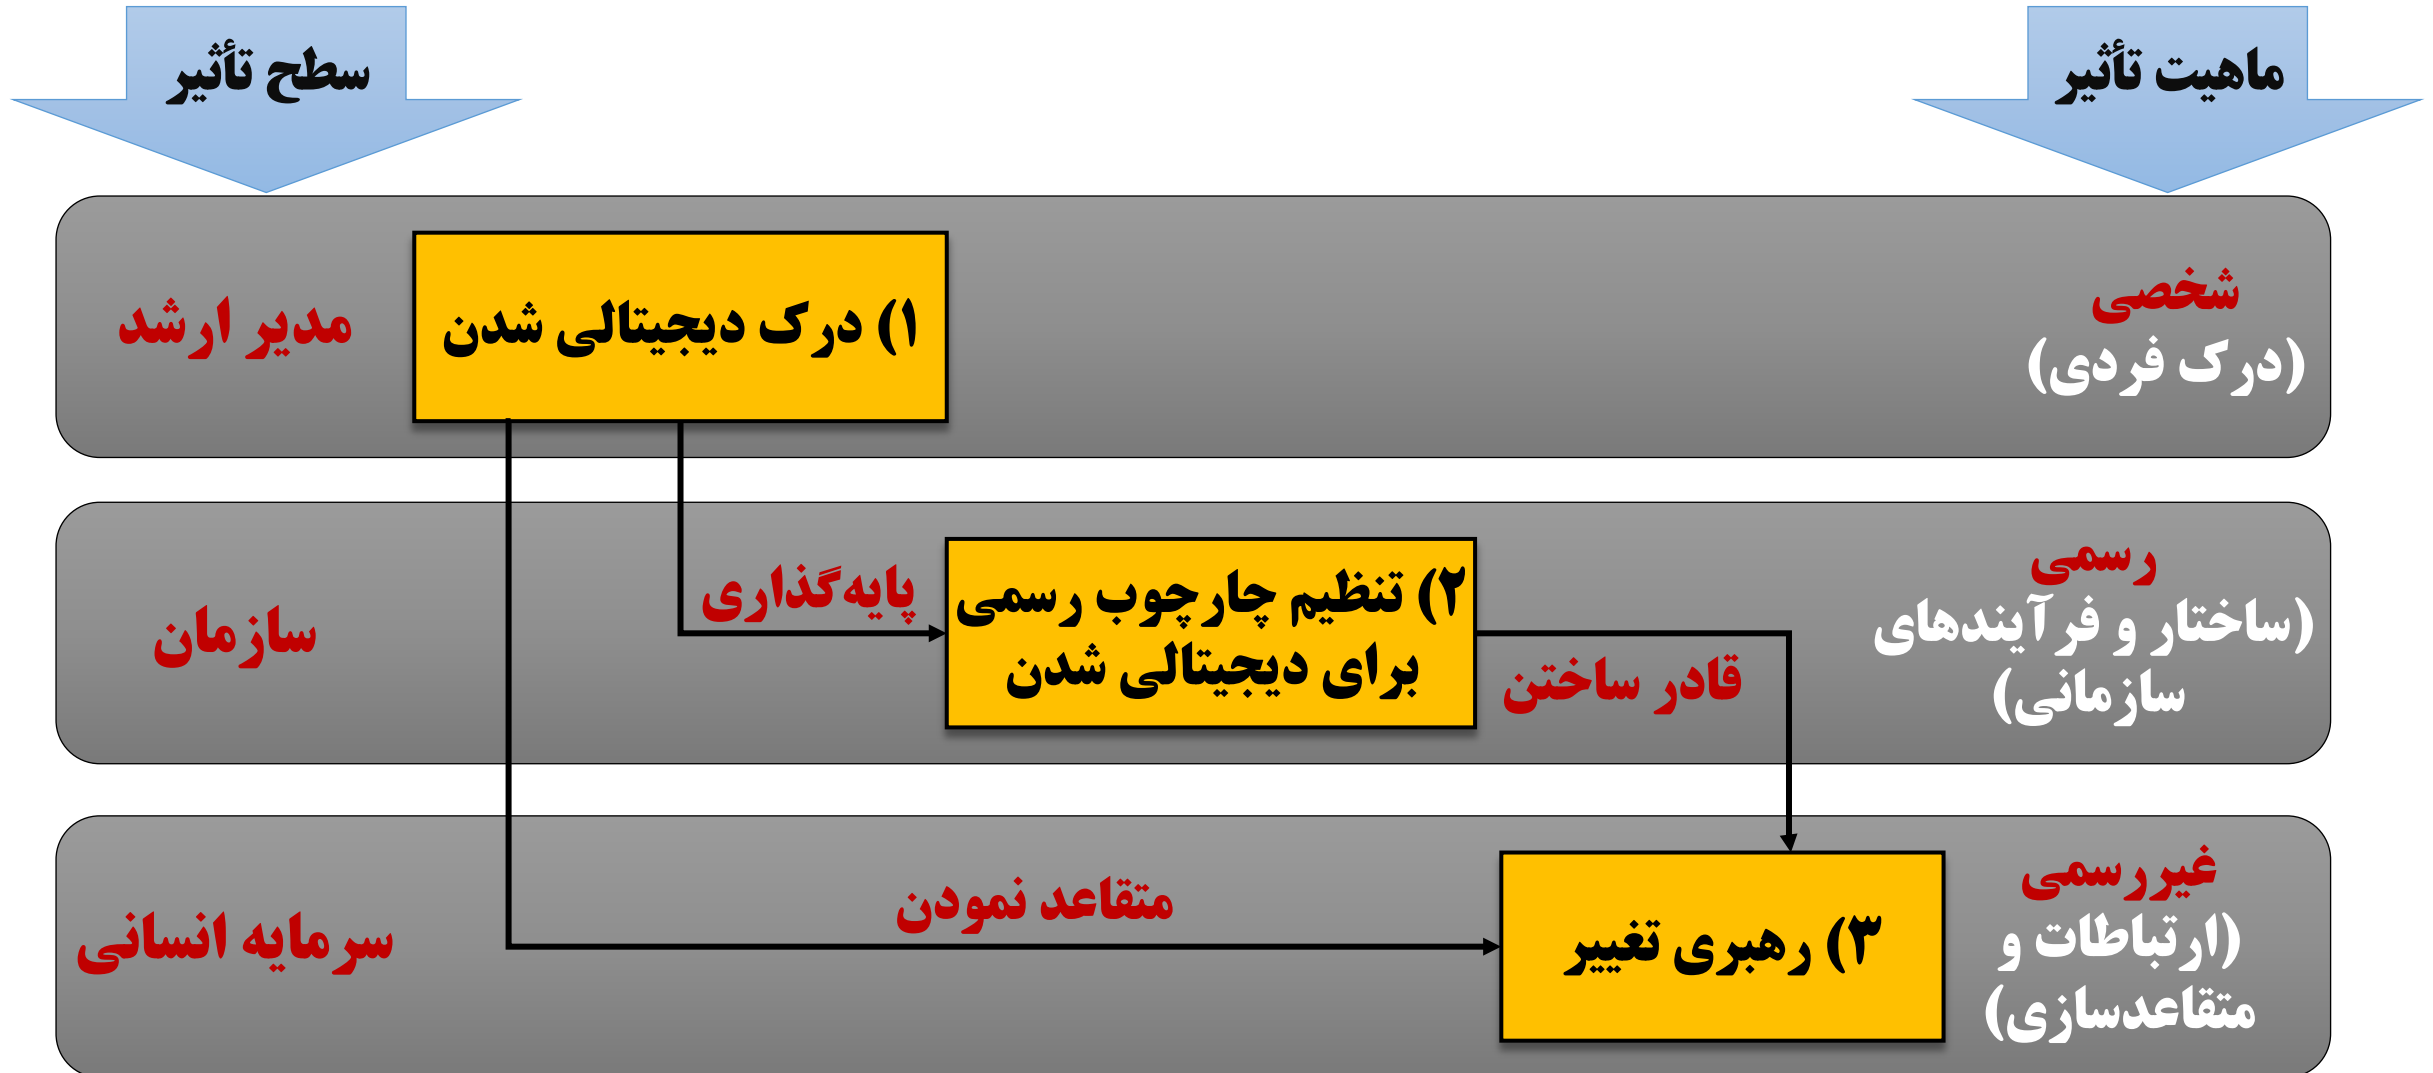 ماهیت تأثیر
سطح تأثیر
شخصی
(درک فردی)
۱) درک دیجیتالی شدن
مدیر ارشد
رسمی
(ساختار و فرآیندهای
سازمانی)
قادر ساختن
۲) تنظیم چارچوب رسمی
برای دیجیتالی شدن
پایه‌گذاری
سازمان
غیررسمی
(ارتباطات و
متقاعدسازی)
۳) رهبری تغییر
متقاعد نمودن
سرمایه انسانی